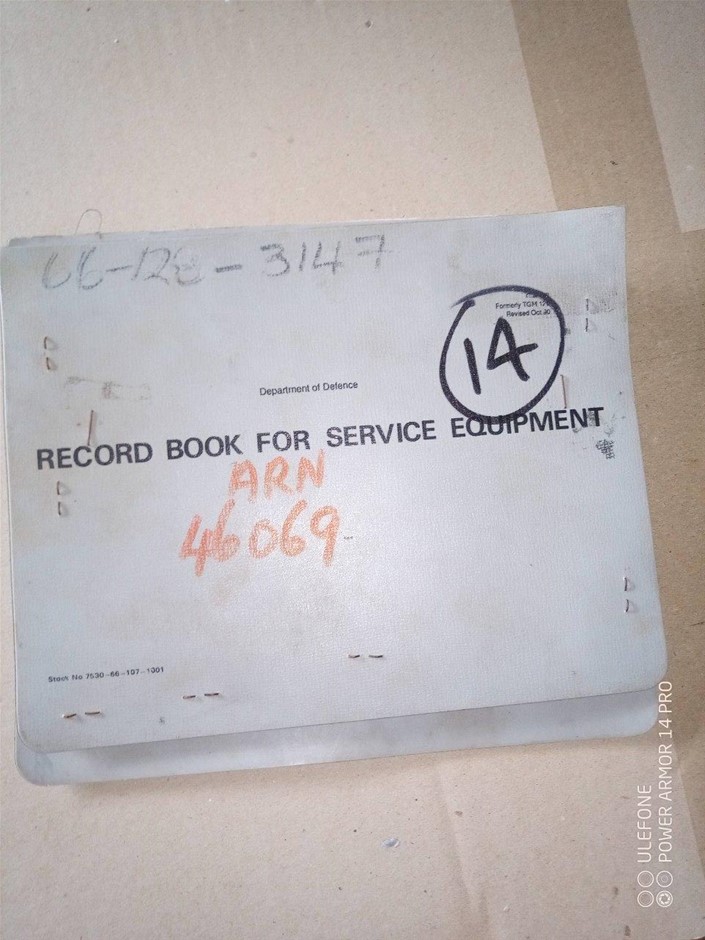 66-128-3147
Formerly TGM 12
Revised Oct 80
14
Department of Defence
RECORD BOOK FOR SERVICE EQUIPMENT
ARN
46069
Stock No 7530-66-107-1001
ULEFONE
POWER ARMOR 14 PRO